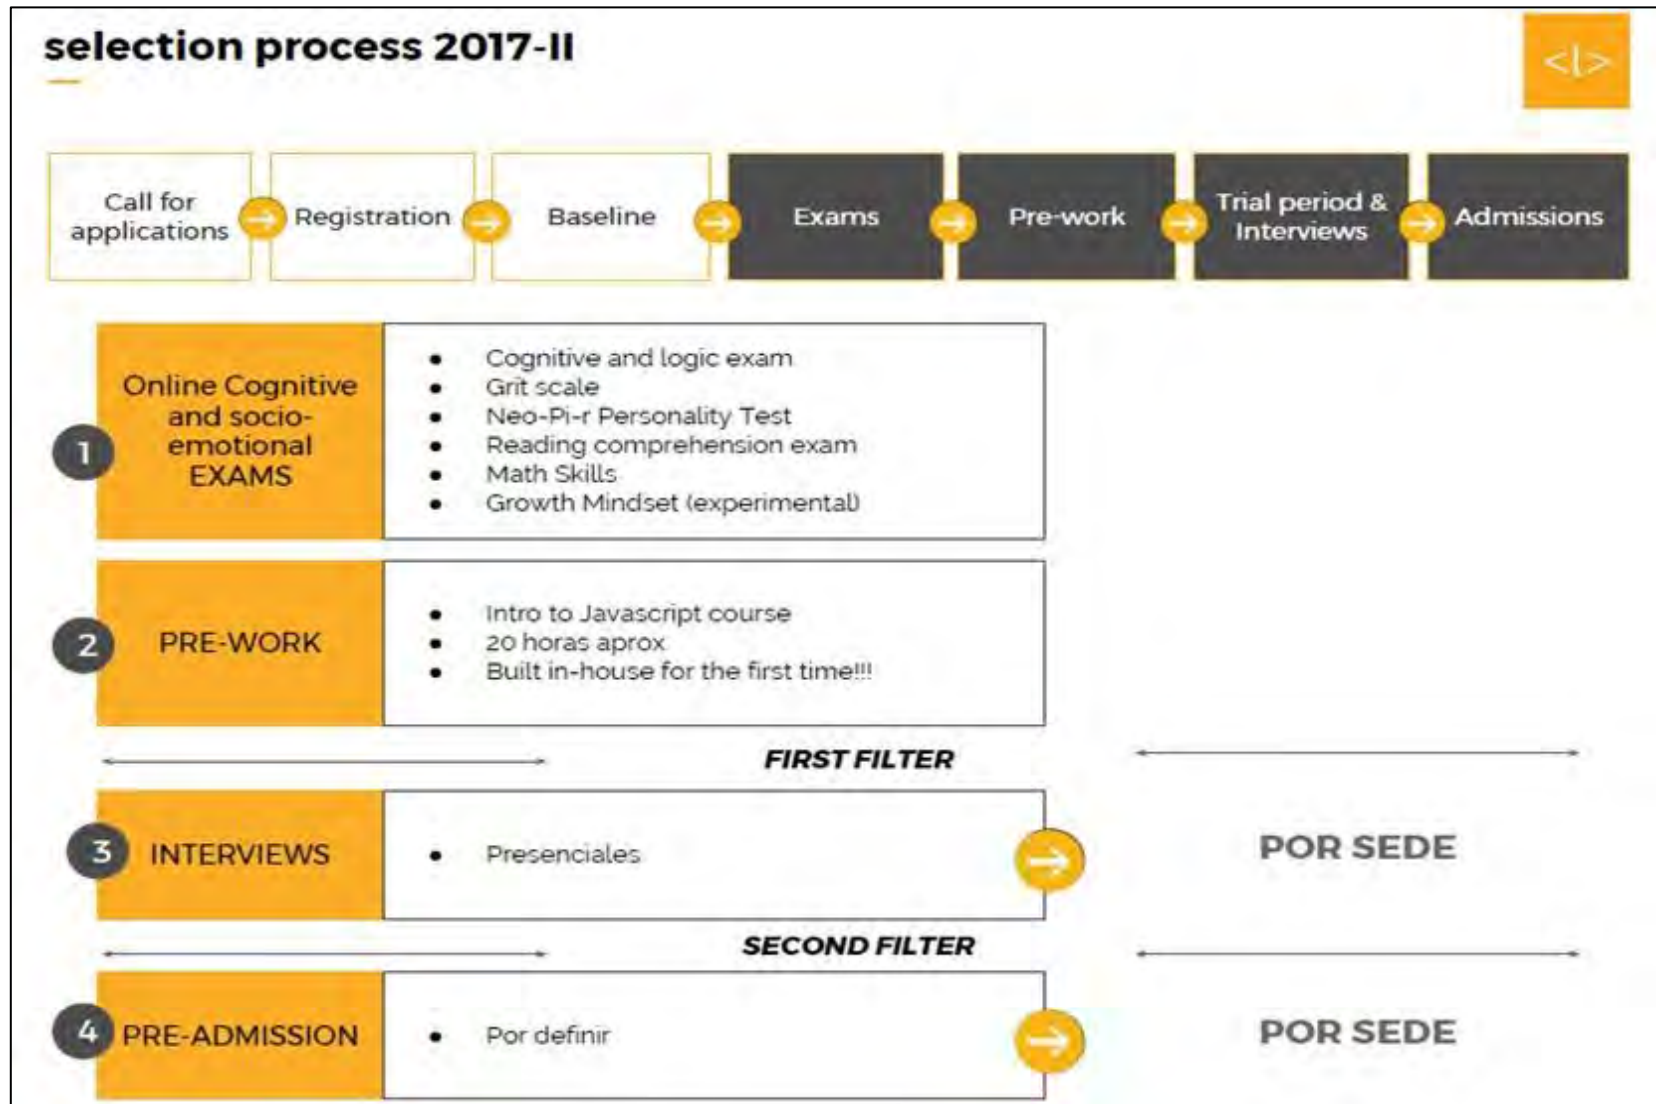 selection process 2017-II
<l>
Call for
applications
Registration
Baseline
Exams
Pre-work
Trial period &
Interviews
Admissions
1
Online Cognitive
and socio-
emotional
EXAMS
● Cognitive and logic exam
● Grit scale
● Neo-Pi-r Personality Test
● Reading comprehension exam
● Math Skills
● Growth Mindset (experimental)
2
PRE-WORK
● Intro to Javascript course
● 20 horas aprox
● Built in-house for the first time!!!
FIRST FILTER
3
INTERVIEWS
● Presenciales
POR SEDE
SECOND FILTER
4
PRE-ADMISSION
● Por definir
POR SEDE